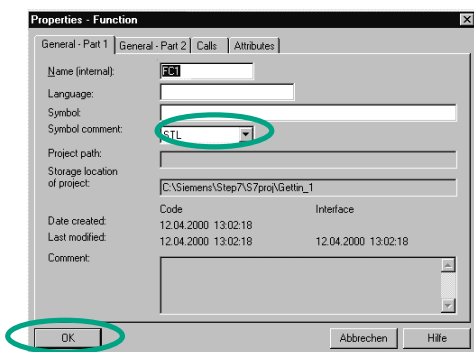 Properties - Function
General - Part 1 General - Part 2 Calls Attributes
Name (internal): FC1
Language:
Symbol:
Symbol comment: STL
Project path:
Storage location
of project: C:\Siemens\Step7\S7proj\Gettin_1
Code Interface
Date created: 12.04.2000 13:02:18
Last modified: 12.04.2000 13:02:18 12.04.2000 13:02:18
Comment:
OK Abbrechen Hilfe